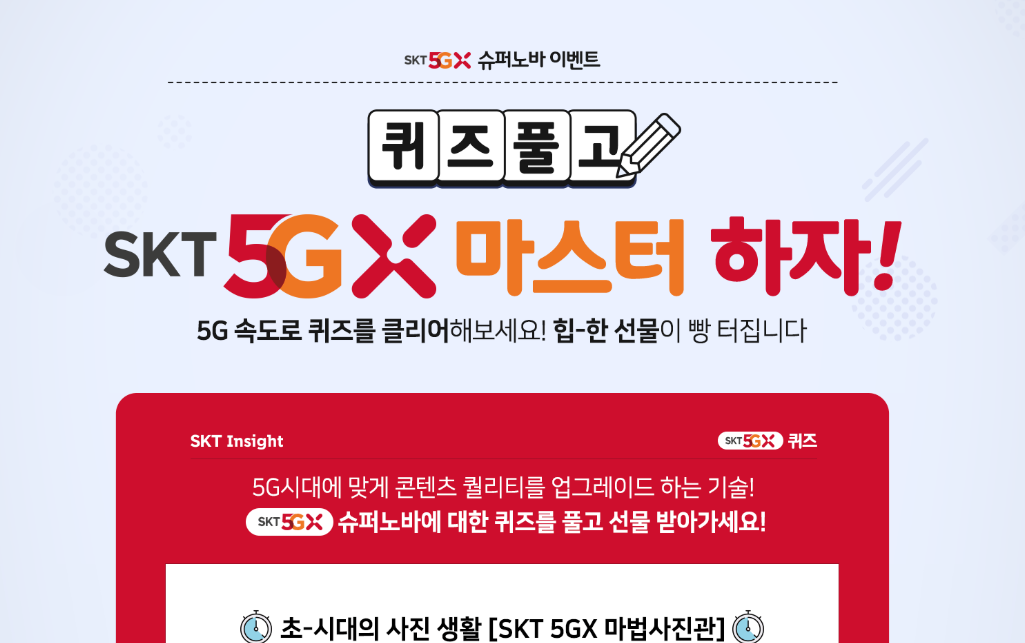 SKT 5GX 슈퍼노바 이벤트
퀴즈풀고
SKT 5GX 마스터 하자!
5G 속도로 퀴즈를 클리어해보세요! 힙-한 선물이 빵 터집니다
SKT Insight
SKT 5GX 퀴즈
5G시대에 맞게 콘텐츠 퀄리티를 업그레이드 하는 기술!
SKT 5GX 슈퍼노바에 대한 퀴즈를 풀고 선물 받아가세요!
초-시대의 사진 생활 [SKT 5GX 마법사진관]